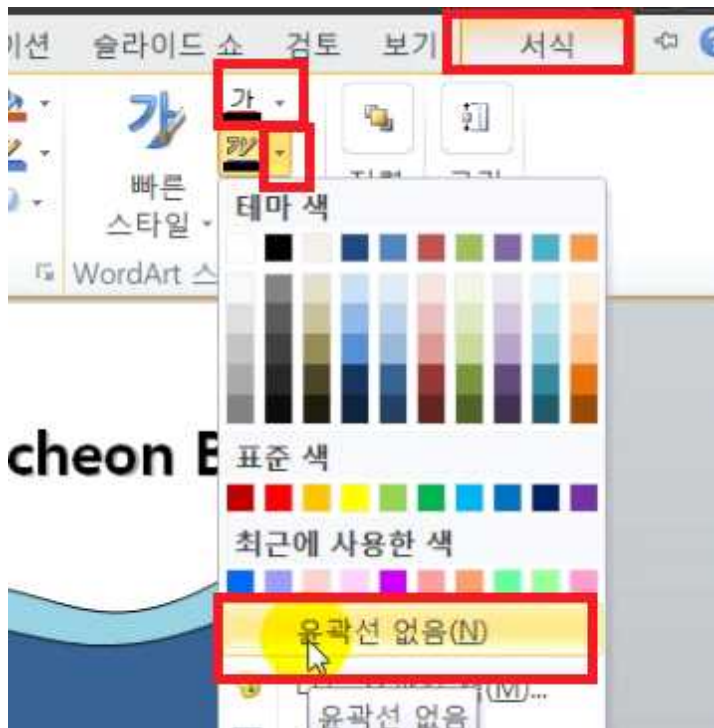 이션 슬라이드 쇼 검토 보기 서식
가
가
빠른
스타일
WordArt 스
테마 색
cheon B
표준 색
최근에 사용한 색
윤곽선 없음(N)
(M)...
윤곽선 없음